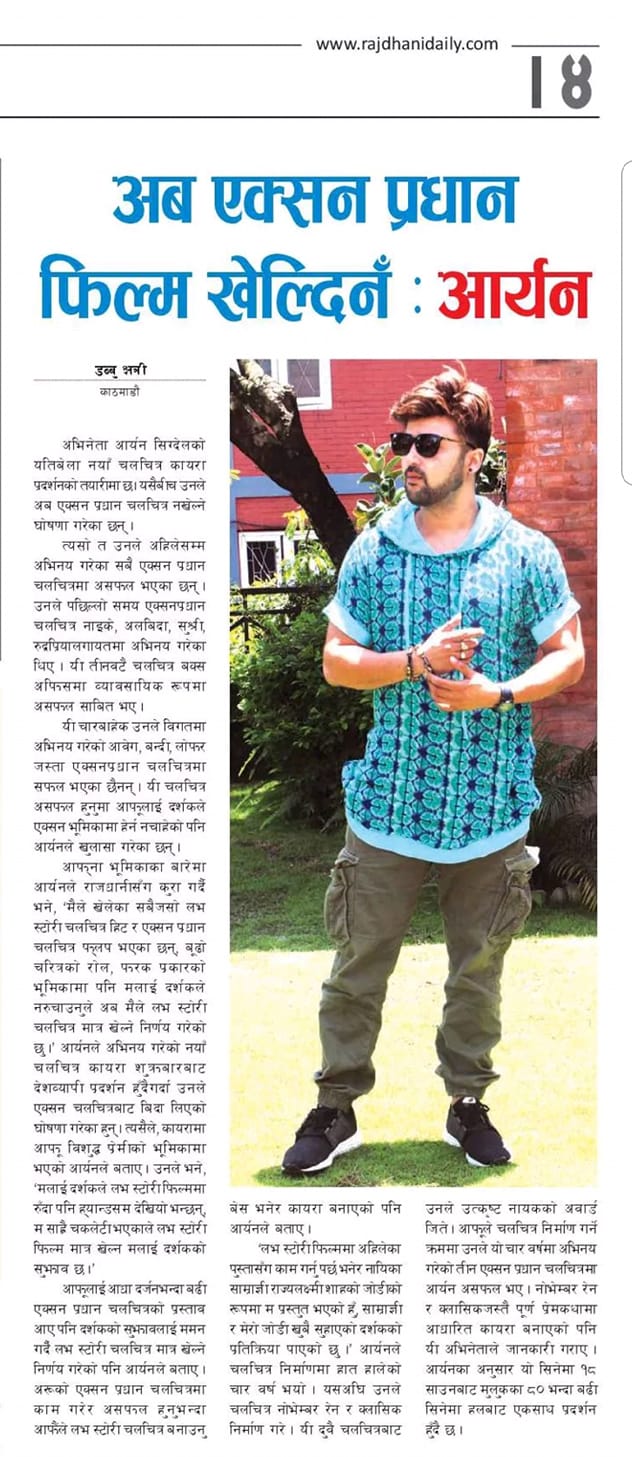 www.rajdhanidaily.com
१४
अब एक्सन प्रधान
फिल्म खेल्दिनँ : आर्यन
डब्बु क्षत्री
काठमाडौं
अभिनेता आर्यन सिग्देलको
यतिबेला नयाँ चलचित्र कायरा
प्रदर्शनको तयारीमा छ। यसैबीच उनले
अब एक्सन प्रधान चलचित्र नखेल्ने
घोषणा गरेका छन् ।
त्यसो त उनले अहिलेसम्म
अभिनय गरेका सबै एक्सन प्रधान
चलचित्रमा असफल भएका छन् ।
उनले पछिल्लो समय एक्सनप्रधान
चलचित्र नाइके, अलबिदा, सुश्री,
रुद्रप्रियालगायतमा अभिनय गरेका
थिए । यी तीनवटै चलचित्र बक्स
अफिसमा व्यावसायिक रूपमा
असफल साबित भए ।
यी चारबाहेक उनले विगतमा
अभिनय गरेको आवेग, बन्दी, लोफर
जस्ता एक्सनप्रधान चलचित्रमा
सफल भएका छैनन् । यी चलचित्र
असफल हुनुमा आफूलाई दर्शकले
एक्सन भूमिकामा हेर्न नचाहेको पनि
आर्यनले खुलासा गरेका छन् ।
आफ्ना भूमिकाका बारेमा
आर्यनले राजधानीसँग कुरा गर्दै
भने, ‘मैले खेलेका सबैजसो लभ
स्टोरी चलचित्र हिट र एक्सन प्रधान
चलचित्र फ्लप भएका छन्, बूढो
चरित्रको रोल, फरक प्रकारको
भूमिकामा पनि मलाई दर्शकले
नरुचाउनुले अब मैले लभ स्टोरी
चलचित्र मात्र खेल्ने निर्णय गरेको
छु ।’ आर्यनले अभिनय गरेको नयाँ
चलचित्र कायरा शुक्रबारबाट
देशव्यापी प्रदर्शन हुँदैगर्दा उनले
एक्सन चलचित्रबाट बिदा लिएको
घोषणा गरेका हुन् । त्यसैले, कायरामा
आफू विशुद्ध प्रेमीको भूमिकामा
भएको आर्यनले बताए । उनले भने,
‘मलाई दर्शकले लभ स्टोरी फिल्ममा
रुँदा पनि ह्यान्डसम देखियो भन्छन्,
म साह्रै चकलेटी भएकाले लभ स्टोरी
फिल्म मात्र खेल्न मलाई दर्शकको
सुझाव छ ।’
आफूलाई आधा दर्जनभन्दा बढी
एक्सन प्रधान चलचित्रको प्रस्ताव
आए पनि दर्शकको सुझावलाई मनन
गर्दै लभ स्टोरी चलचित्र मात्र खेल्ने
निर्णय गरेको पनि आर्यनले बताए ।
अरूको एक्सन प्रधान चलचित्रमा
काम गरेर असफल हुनुभन्दा
आफैंले लभ स्टोरी चलचित्र बनाउनु
बेस भनेर कायरा बनाएको पनि
आर्यनले बताए ।
‘लभ स्टोरी फिल्ममा अहिलेका
पुस्तासँग काम गर्नु पर्छ भनेर नायिका
साम्राज्ञी राज्यलक्ष्मी शाहको जोडीको
रूपमा म प्रस्तुत भएको हुँ, साम्राज्ञी
र मेरो जोडी खुबै सुहाएको दर्शकको
प्रतिक्रिया पाएको छु ।’ आर्यनले
चलचित्र निर्माणमा हात हालेको
चार वर्ष भयो । यसअघि उनले
चलचित्र नोभेम्बर रेन र क्लासिक
निर्माण गरे । यी दुवै चलचित्रबाट
उनले उत्कृष्ट नायकको अवार्ड
जिते । आफूले चलचित्र निर्माण गर्ने
क्रममा उनले यो चार वर्षमा अभिनय
गरेको तीन एक्सन प्रधान चलचित्रमा
आर्यन असफल भए । नोभेम्बर रेन
र क्लासिकजस्तै पूर्ण प्रेमकथामा
आधारित कायरा बनाएको पनि
यी अभिनेताले जानकारी गराए ।
आर्यनका अनुसार यो सिनेमा १८
साउनबाट मुलुकका ८० भन्दा बढी
सिनेमा हलबाट एकसाथ प्रदर्शन
हुँदै छ ।